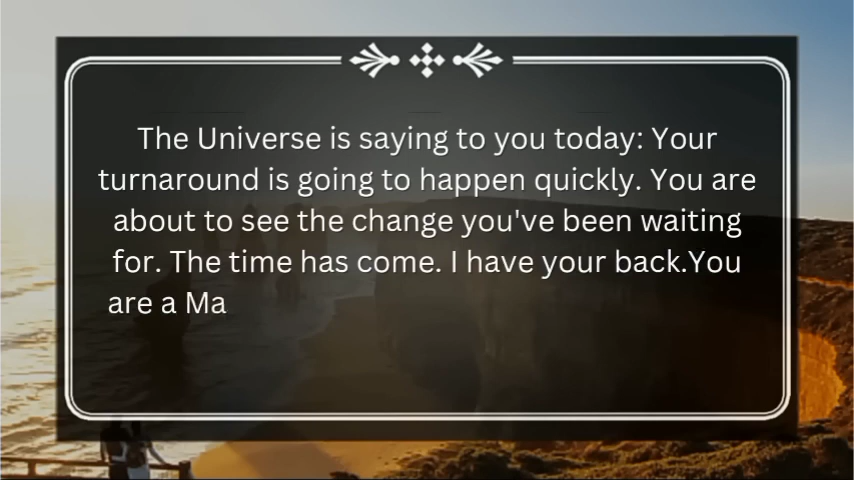 The Universe is saying to you today: Your
turnaround is going to happen quickly. You are
about to see the change you've been waiting
for. The time has come. I have your back.You
are a Ma